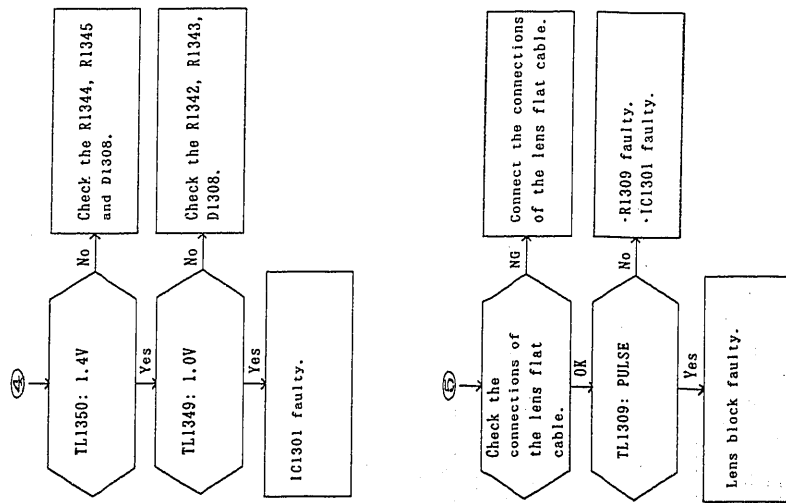 ④
TL1350: 1.4V
No
Check the R1344, R1345
and D1308.
Yes
TL1349: 1.0V
No
Check the R1342, R1343,
D1308.
Yes
IC1301 faulty.
⑤
Check the
connections of
the lens flat
cable.
NG
Connect the connections
of the lens flat cable.
OK
TL1309: PULSE
No
·R1309 faulty.
·IC1301 faulty.
Yes
Lens block faulty.